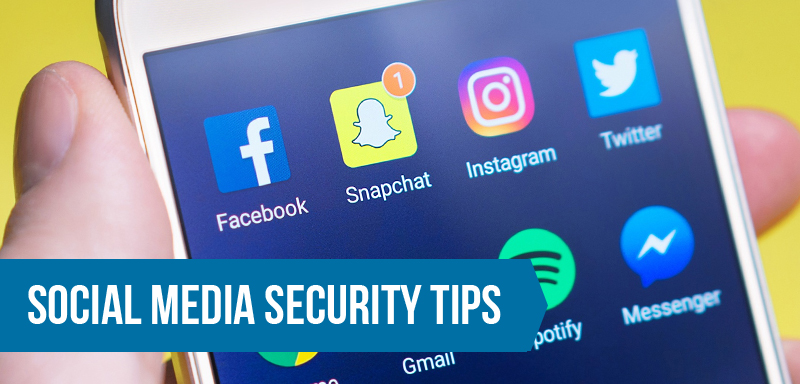 1
Facebook
Snapchat
Instagram
Twitter
SOCIAL MEDIA SECURITY TIPS
Gmail
potify
Messenger